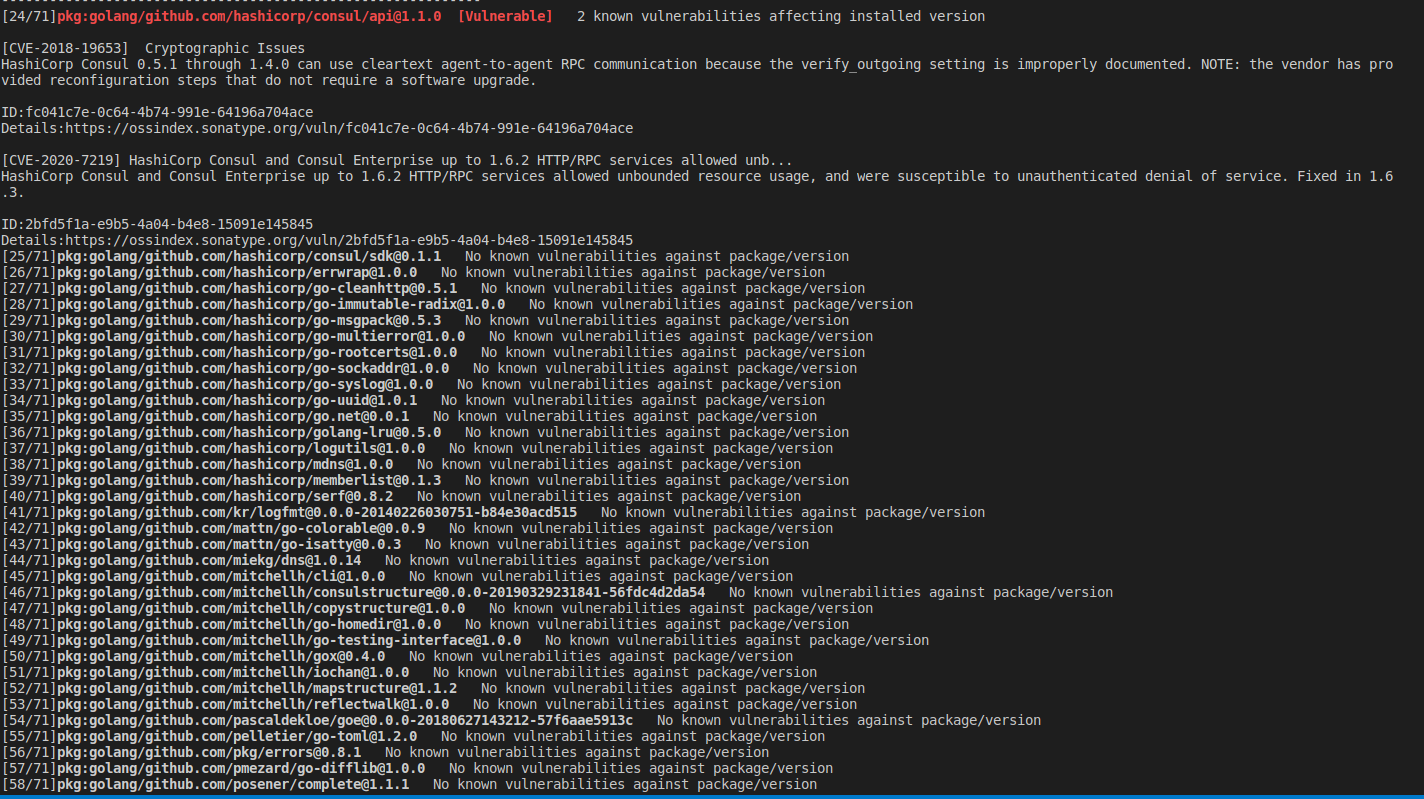 [24/71]pkg:golang/github.com/hashicorp/consul/api@1.1.0  [Vulnerable]   2 known vulnerabilities affecting installed version
[CVE-2018-19653]  Cryptographic Issues
HashiCorp Consul 0.5.1 through 1.4.0 can use cleartext agent-to-agent RPC communication because the verify_outgoing setting is improperly documented. NOTE: the vendor has pro
vided reconfiguration steps that do not require a software upgrade.
ID:fc041c7e-0c64-4b74-991e-64196a704ace
Details:https://ossindex.sonatype.org/vuln/fc041c7e-0c64-4b74-991e-64196a704ace
[CVE-2020-7219] HashiCorp Consul and Consul Enterprise up to 1.6.2 HTTP/RPC services allowed unb...
HashiCorp Consul and Consul Enterprise up to 1.6.2 HTTP/RPC services allowed unbounded resource usage, and were susceptible to unauthenticated denial of service. Fixed in 1.6
.3.
ID:2bfd5f1a-e9b5-4a04-b4e8-15091e145845
Details:https://ossindex.sonatype.org/vuln/2bfd5f1a-e9b5-4a04-b4e8-15091e145845
[25/71]pkg:golang/github.com/hashicorp/consul/sdk@0.1.1   No known vulnerabilities against package/version
[26/71]pkg:golang/github.com/hashicorp/errwrap@1.0.0   No known vulnerabilities against package/version
[27/71]pkg:golang/github.com/hashicorp/go-cleanhttp@0.5.1   No known vulnerabilities against package/version
[28/71]pkg:golang/github.com/hashicorp/go-immutable-radix@1.0.0   No known vulnerabilities against package/version
[29/71]pkg:golang/github.com/hashicorp/go-msgpack@0.5.3   No known vulnerabilities against package/version
[30/71]pkg:golang/github.com/hashicorp/go-multierror@1.0.0   No known vulnerabilities against package/version
[31/71]pkg:golang/github.com/hashicorp/go-rootcerts@1.0.0   No known vulnerabilities against package/version
[32/71]pkg:golang/github.com/hashicorp/go-sockaddr@1.0.0   No known vulnerabilities against package/version
[33/71]pkg:golang/github.com/hashicorp/go-syslog@1.0.0   No known vulnerabilities against package/version
[34/71]pkg:golang/github.com/hashicorp/go-uuid@1.0.1   No known vulnerabilities against package/version
[35/71]pkg:golang/github.com/hashicorp/go.net@0.0.1   No known vulnerabilities against package/version
[36/71]pkg:golang/github.com/hashicorp/golang-lru@0.5.0   No known vulnerabilities against package/version
[37/71]pkg:golang/github.com/hashicorp/logutils@1.0.0   No known vulnerabilities against package/version
[38/71]pkg:golang/github.com/hashicorp/mdns@1.0.0   No known vulnerabilities against package/version
[39/71]pkg:golang/github.com/hashicorp/memberlist@0.1.3   No known vulnerabilities against package/version
[40/71]pkg:golang/github.com/hashicorp/serf@0.8.2   No known vulnerabilities against package/version
[41/71]pkg:golang/github.com/kr/logfmt@0.0.0-20140226030751-b84e30acd515   No known vulnerabilities against package/version
[42/71]pkg:golang/github.com/mattn/go-colorable@0.0.9   No known vulnerabilities against package/version
[43/71]pkg:golang/github.com/mattn/go-isatty@0.0.3   No known vulnerabilities against package/version
[44/71]pkg:golang/github.com/miekg/dns@1.0.14   No known vulnerabilities against package/version
[45/71]pkg:golang/github.com/mitchellh/cli@1.0.0   No known vulnerabilities against package/version
[46/71]pkg:golang/github.com/mitchellh/consulstructure@0.0.0-20190329231841-56fdc4d2da54   No known vulnerabilities against package/version
[47/71]pkg:golang/github.com/mitchellh/copystructure@1.0.0   No known vulnerabilities against package/version
[48/71]pkg:golang/github.com/mitchellh/go-homedir@1.0.0   No known vulnerabilities against package/version
[49/71]pkg:golang/github.com/mitchellh/go-testing-interface@1.0.0   No known vulnerabilities against package/version
[50/71]pkg:golang/github.com/mitchellh/gox@0.4.0   No known vulnerabilities against package/version
[51/71]pkg:golang/github.com/mitchellh/iochan@1.0.0   No known vulnerabilities against package/version
[52/71]pkg:golang/github.com/mitchellh/mapstructure@1.1.2   No known vulnerabilities against package/version
[53/71]pkg:golang/github.com/mitchellh/reflectwalk@1.0.0   No known vulnerabilities against package/version
[54/71]pkg:golang/github.com/pascaldekloe/goe@0.0.0-20180627143212-57f6aae5913c   No known vulnerabilities against package/version
[55/71]pkg:golang/github.com/pelletier/go-toml@1.2.0   No known vulnerabilities against package/version
[56/71]pkg:golang/github.com/pkg/errors@0.8.1   No known vulnerabilities against package/version
[57/71]pkg:golang/github.com/pmezard/go-difflib@1.0.0   No known vulnerabilities against package/version
[58/71]pkg:golang/github.com/posener/complete@1.1.1   No known vulnerabilities against package/version